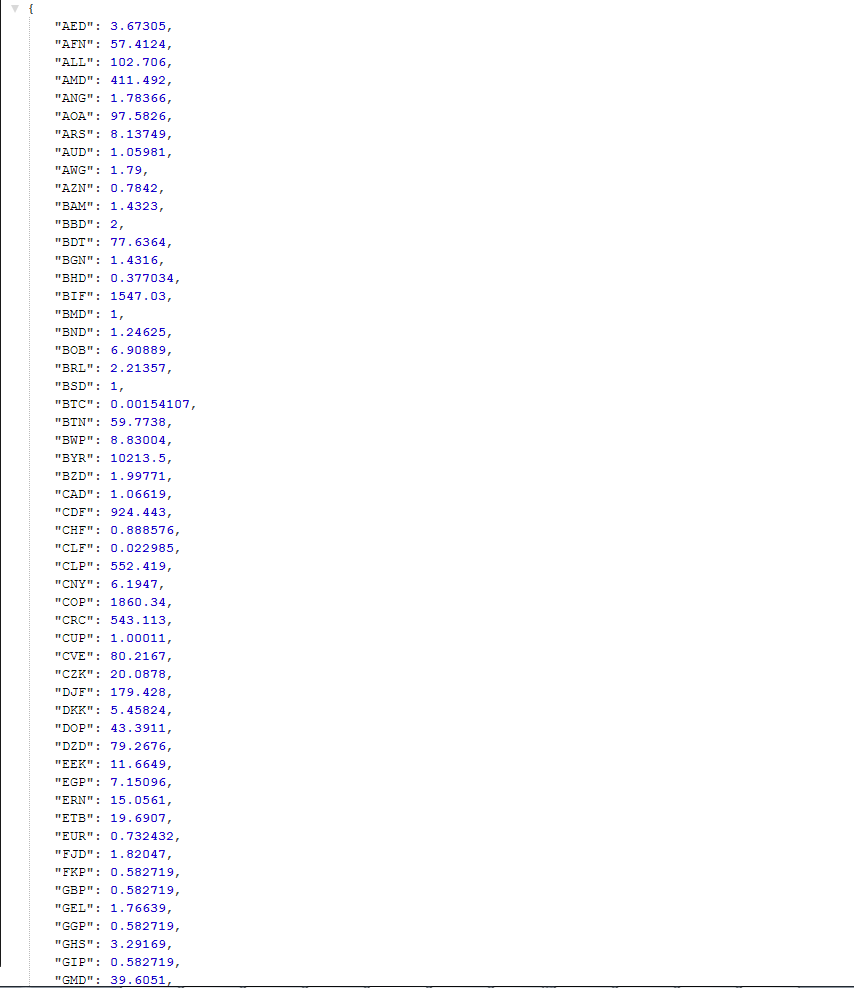 {
"AED": 3.67305,
"AFN": 57.4124,
"ALL": 102.706,
"AMD": 411.492,
"ANG": 1.78366,
"AOA": 97.5826,
"ARS": 8.13749,
"AUD": 1.05981,
"AWG": 1.79,
"AZN": 0.7842,
"BAM": 1.4323,
"BBD": 2,
"BDT": 77.6364,
"BGN": 1.4316,
"BHD": 0.377034,
"BIF": 1547.03,
"BMD": 1,
"BND": 1.24625,
"BOB": 6.90889,
"BRL": 2.21357,
"BSD": 1,
"BTC": 0.00154107,
"BTN": 59.7738,
"BWP": 8.83004,
"BYR": 10213.5,
"BZD": 1.99771,
"CAD": 1.06619,
"CDF": 924.443,
"CHF": 0.888576,
"CLF": 0.022985,
"CLP": 552.419,
"CNY": 6.1947,
"COP": 1860.34,
"CRC": 543.113,
"CUP": 1.00011,
"CVE": 80.2167,
"CZK": 20.0878,
"DJF": 179.428,
"DKK": 5.45824,
"DOP": 43.3911,
"DZD": 79.2676,
"EEK": 11.6649,
"EGP": 7.15096,
"ERN": 15.0561,
"ETB": 19.6907,
"EUR": 0.732432,
"FJD": 1.82047,
"FKP": 0.582719,
"GBP": 0.582719,
"GEL": 1.76639,
"GGP": 0.582719,
"GHS": 3.29169,
"GIP": 0.582719,
"GMD": 39.6051,